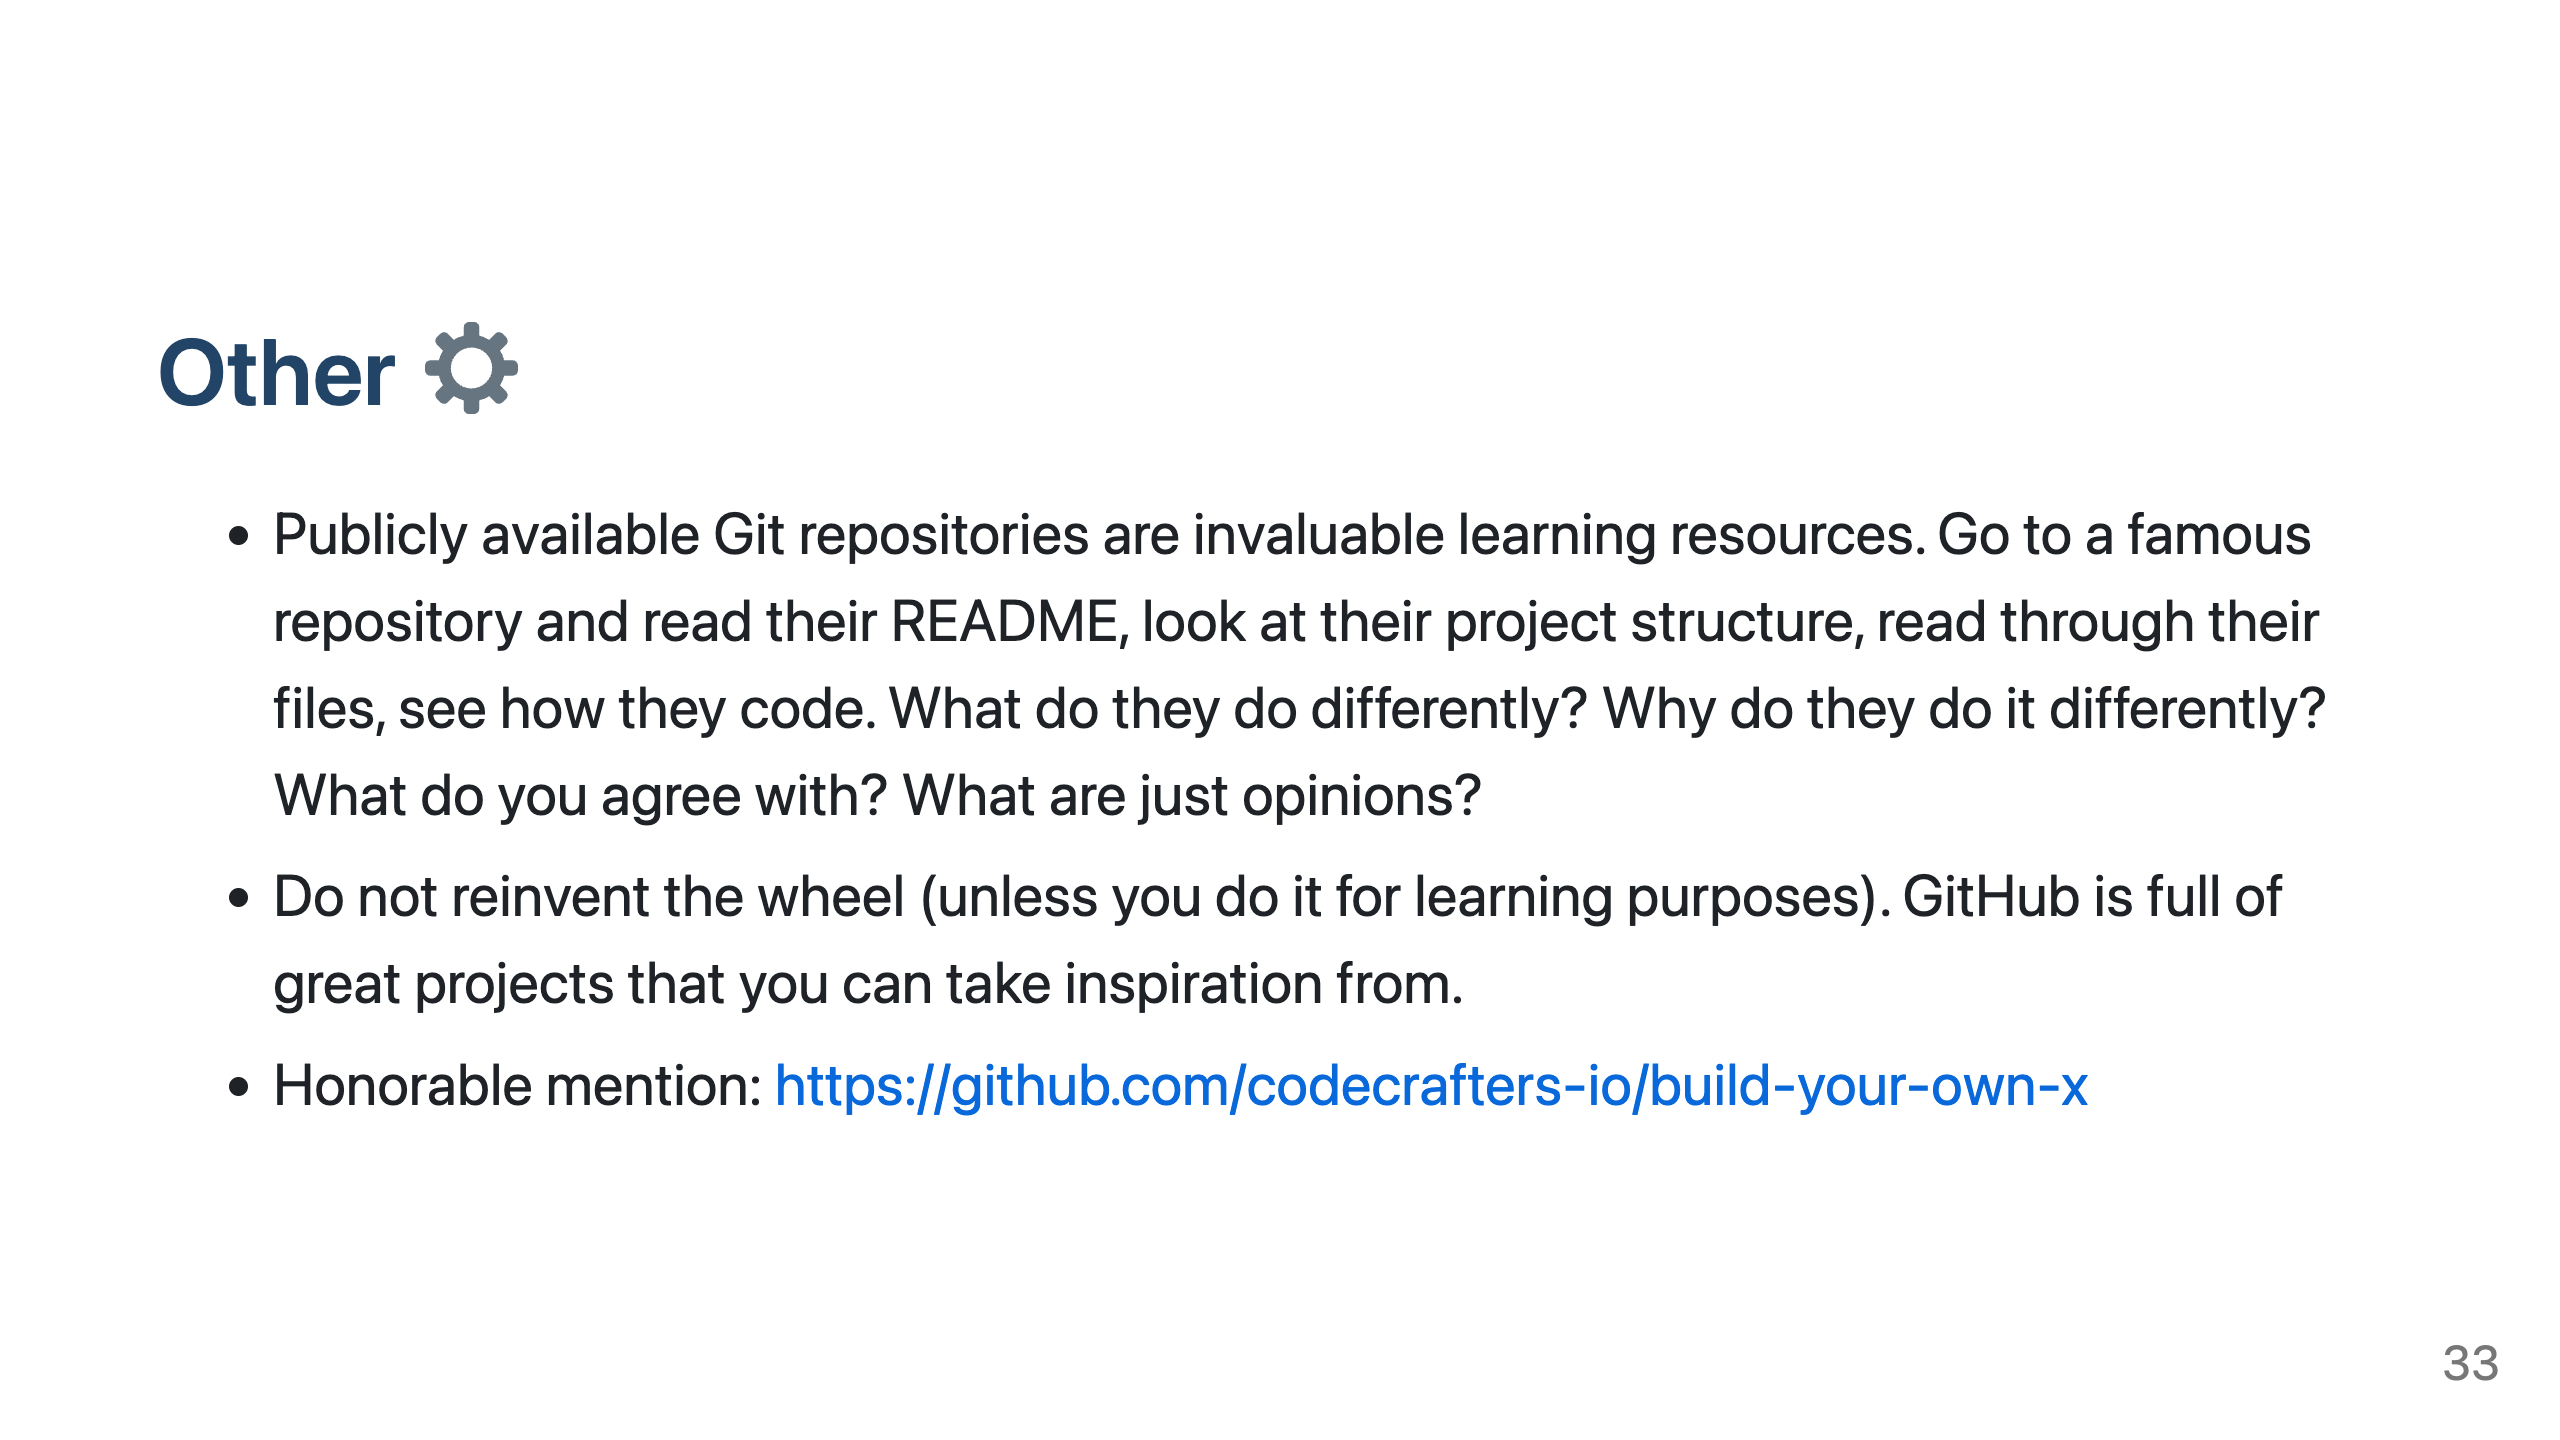 Other
• Publicly available Git repositories are invaluable learning resources. Go to a famous
repository and read their README, look at their project structure, read through their
files, see how they code. What do they do differently? Why do they do it differently?
What do you agree with? What are just opinions?
• Do not reinvent the wheel (unless you do it for learning purposes). GitHub is full of
great projects that you can take inspiration from.
• Honorable mention: https://github.com/codecrafters-io/build-your-own-x
33